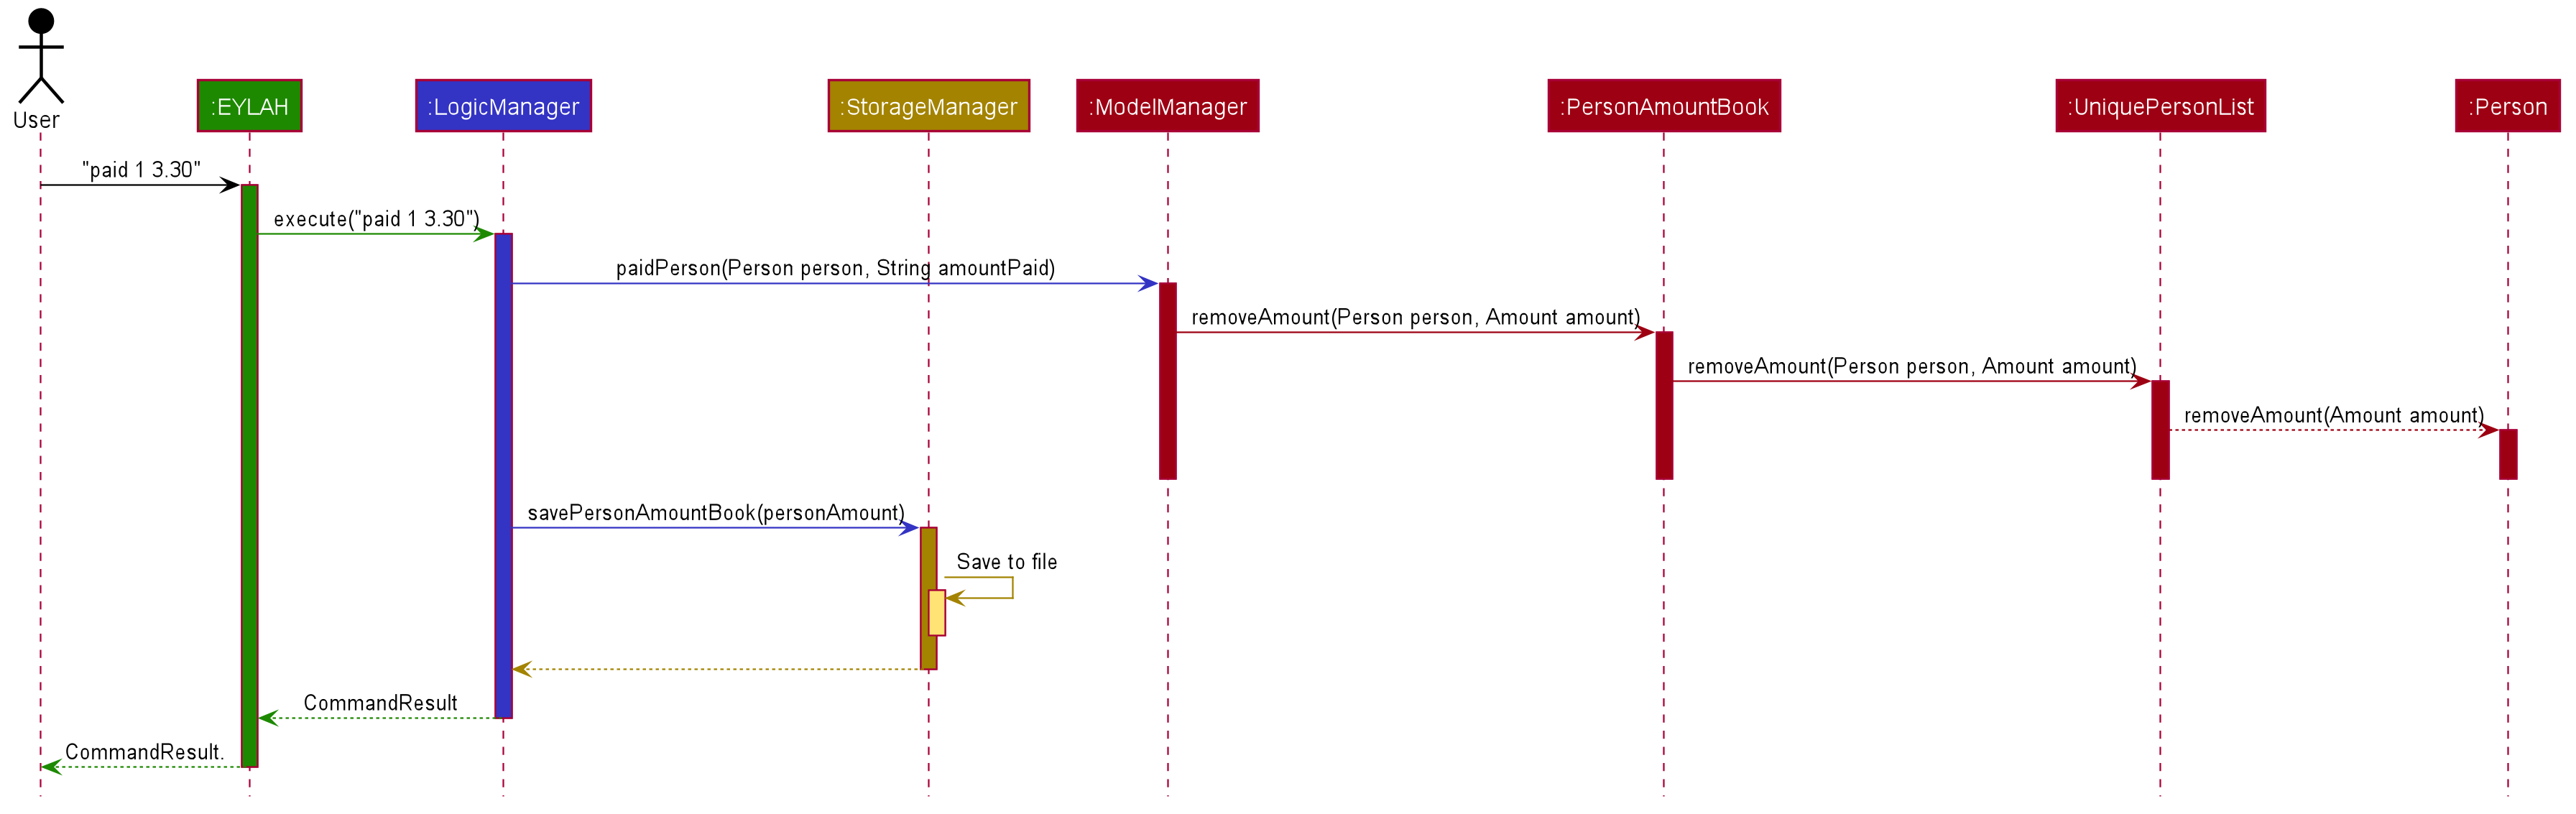 User
:EYLAH
:LogicManager
:StorageManager
:ModelManager
:PersonAmountBook
:UniquePersonList
:Person
"paid 1 3.30"
execute("paid 1 3.30")
paidPerson(Person person, String amountPaid)
removeAmount(Person person, Amount amount)
removeAmount(Person person, Amount amount)
removeAmount(Amount amount)
savePersonAmountBook(personAmount)
Save to file
CommandResult
CommandResult.